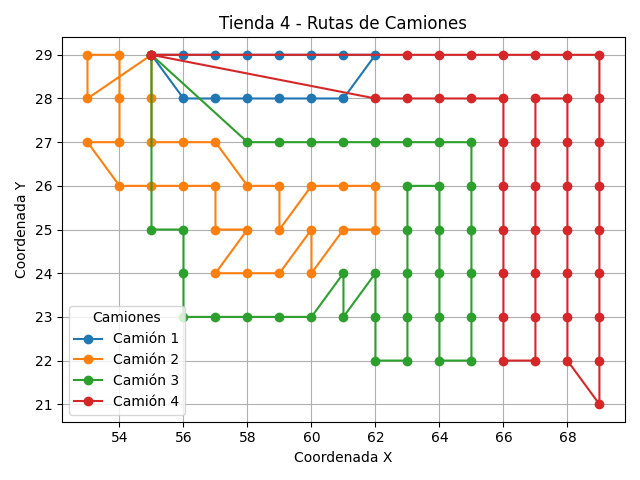 Tienda 4 - Rutas de Camiones
Coordenada Y
29
28
27
26
25
24
23
22
21
Camiones
Camión 1
Camión 2
Camión 3
Camión 4
54 56 58 60 62 64 66 68
Coordenada X